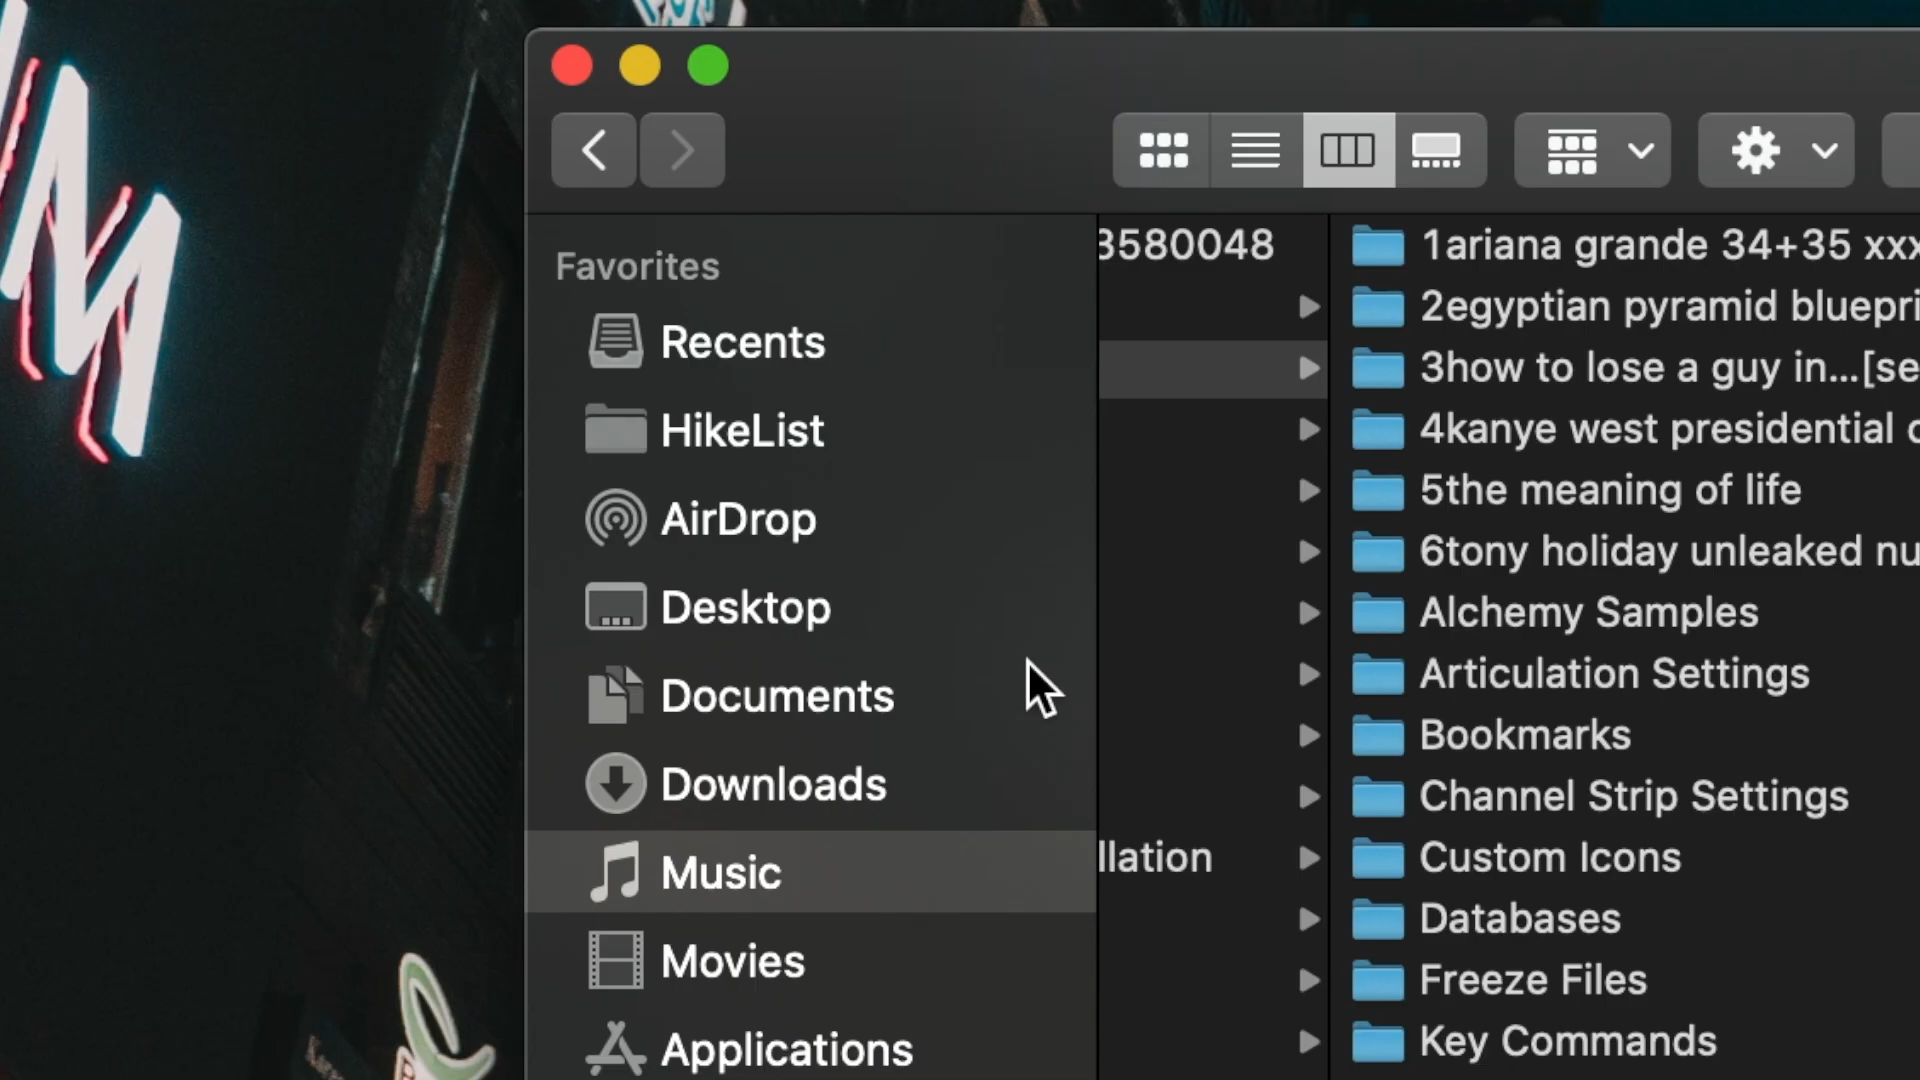 Favorites
Recents
HikeList
AirDrop
Desktop
Documents
Downloads
Music
Movies
Applications
3580048
llation
1ariana grande 34+35 xxx
2egyptian pyramid bluepri
3how to lose a guy in...[se
4kanye west presidential c
5the meaning of life
6tony holiday unleaked nu
Alchemy Samples
Articulation Settings
Bookmarks
Channel Strip Settings
Custom Icons
Databases
Freeze Files
Key Commands